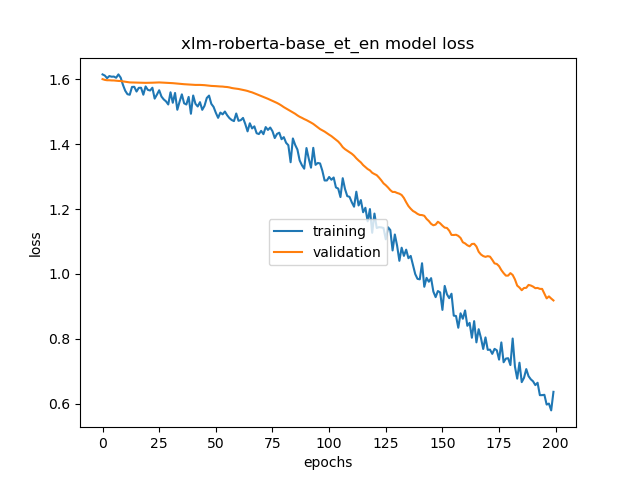 xlm-roberta-base_et_en model loss
1.6
1.4
1.2
1.0
0.8
0.6
loss
training
validation
0 25 50 75 100 125 150 175 200
epochs